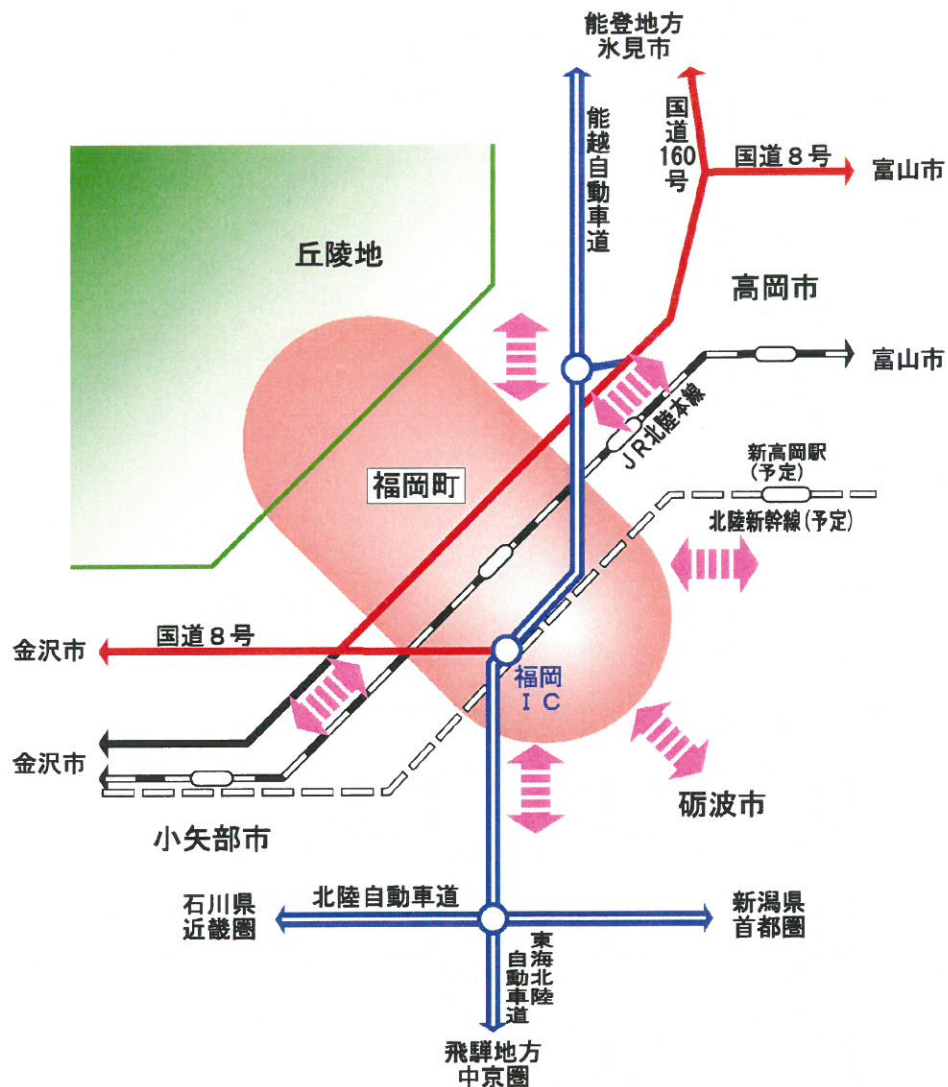 能登地方
氷見市
国道160号
国道８号
富山市
能越自動車道
丘陵地
高岡市
富山市
ＪＲ北陸本線
福岡町
新高岡駅
(予定)
北陸新幹線(予定)
金沢市
国道８号
福岡
ＩＣ
金沢市
小矢部市
砺波市
石川県
近畿圏
北陸自動車道
新潟県
首都圏
東海北陸
自動車道
飛騨地方
中京圏